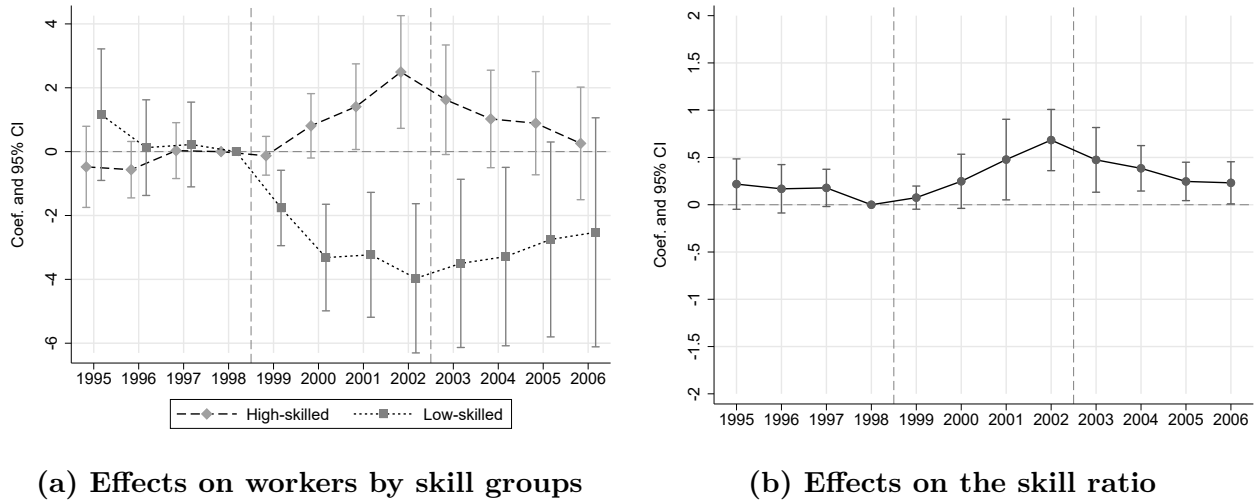 Coef. and 95% CI
4
2
0
-2
-4
-6
1995 1996 1997 1998 1999 2000 2001 2002 2003 2004 2005 2006
High-skilled Low-skilled
(a) Effects on workers by skill groups
Coef. and 95% CI
2
1.5
1
.5
0
-.5
-1
-1.5
-2
1995 1996 1997 1998 1999 2000 2001 2002 2003 2004 2005 2006
(b) Effects on the skill ratio